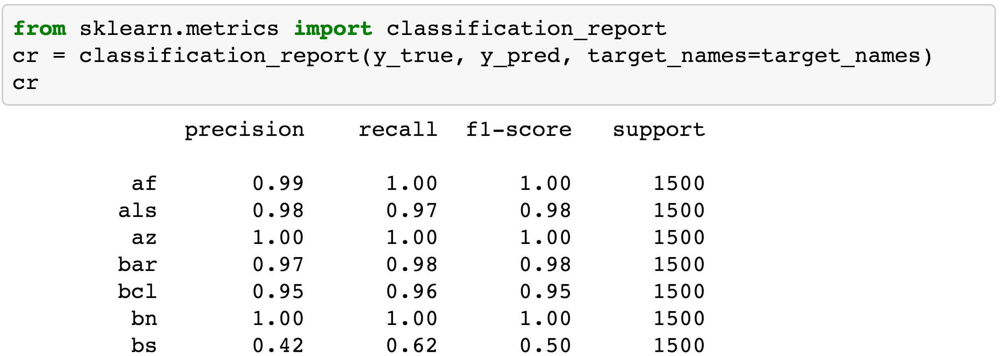 from sklearn.metrics import classification_report
cr = classification_report(y_true, y_pred, target_names=target_names)
cr
precision recall f1-score support
af 0.99 1.00 1.00 1500
als 0.98 0.97 0.98 1500
az 1.00 1.00 1.00 1500
bar 0.97 0.98 0.98 1500
bcl 0.95 0.96 0.95 1500
bn 1.00 1.00 1.00 1500
bs 0.42 0.62 0.50 1500